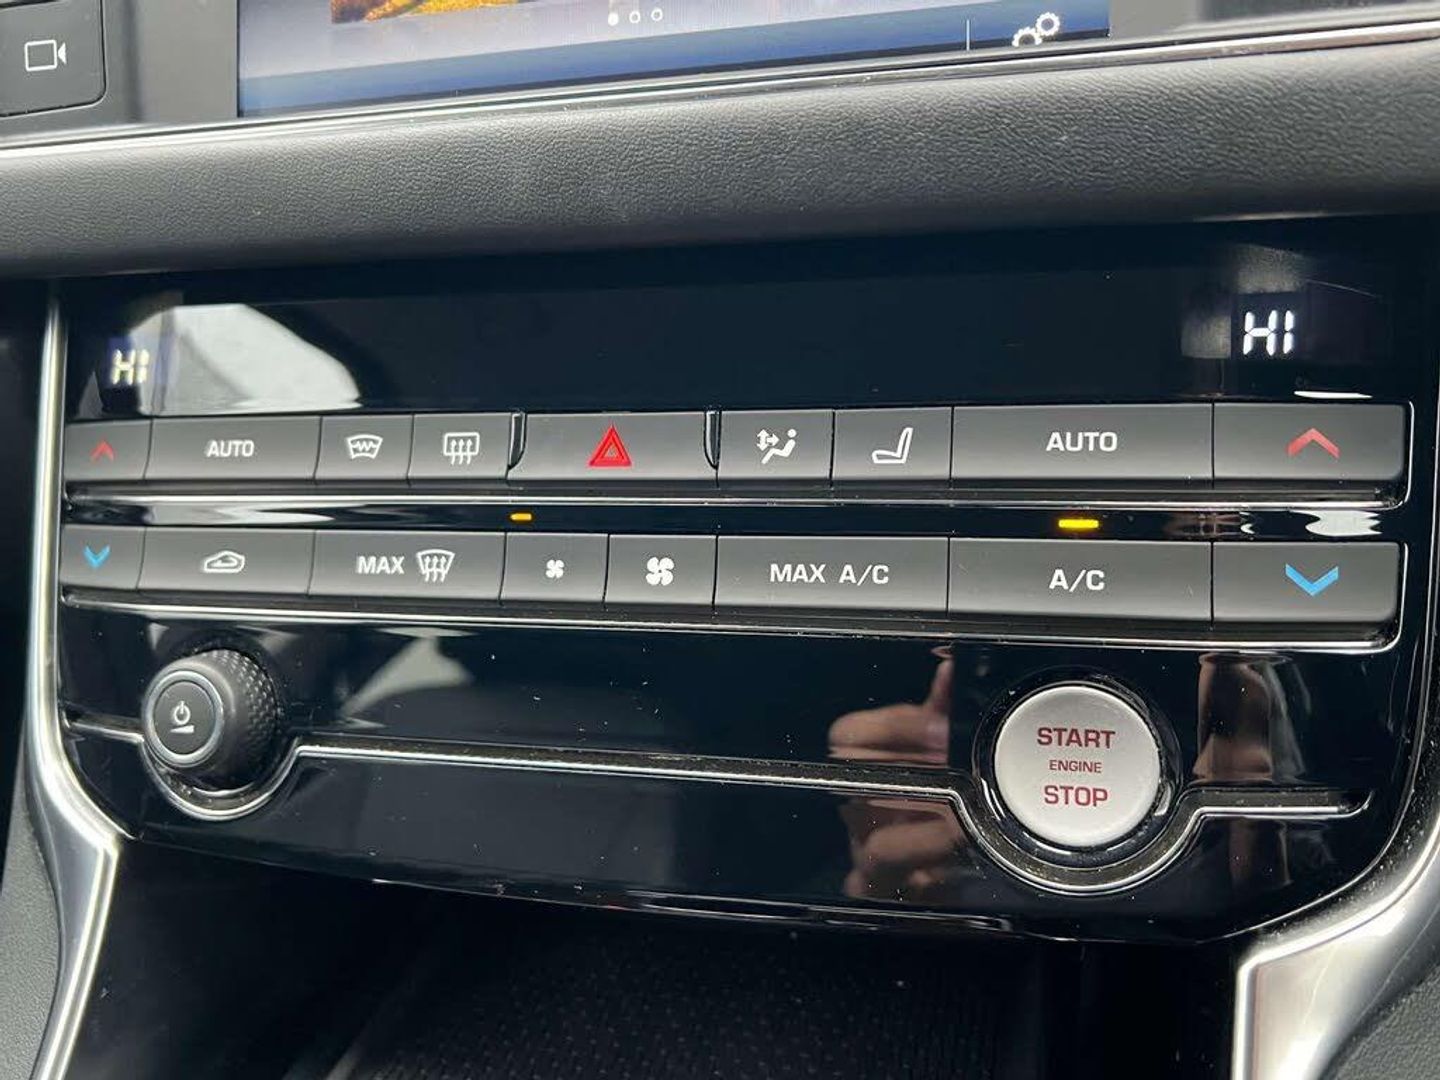 HI
HI
AUTO
AUTO
MAX
MAX A/C
A/C
START
ENGINE
STOP